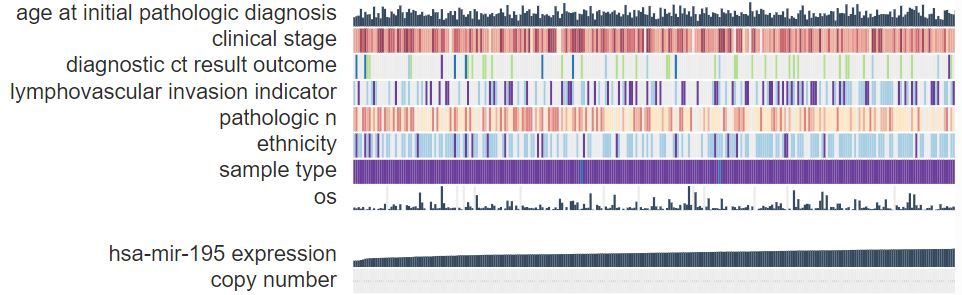 age at initial pathologic diagnosis
clinical stage
diagnostic ct result outcome
lymphovascular invasion indicator
pathologic n
ethnicity
sample type
os
hsa-mir-195 expression
copy number